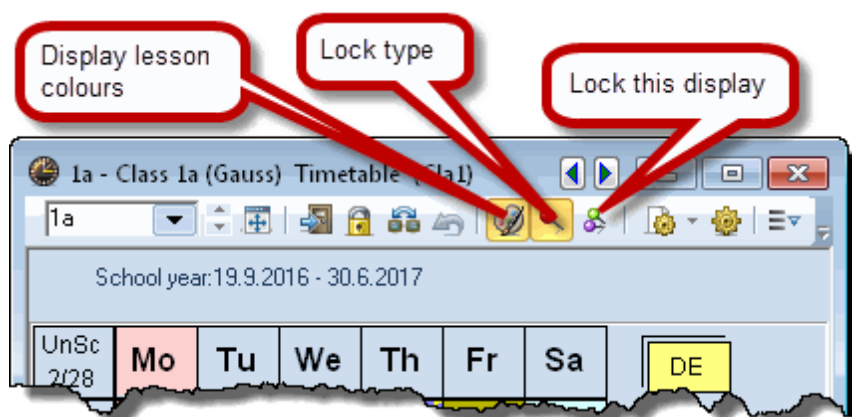 Display lesson
colours
Lock type
Lock this display
1a - Class 1a (Gauss) Timetable (Cla1)
1a
School year:19.9.2016 - 30.6.2017
UnSc
2/28
Mo
Tu
We
Th
Fr
Sa
DE